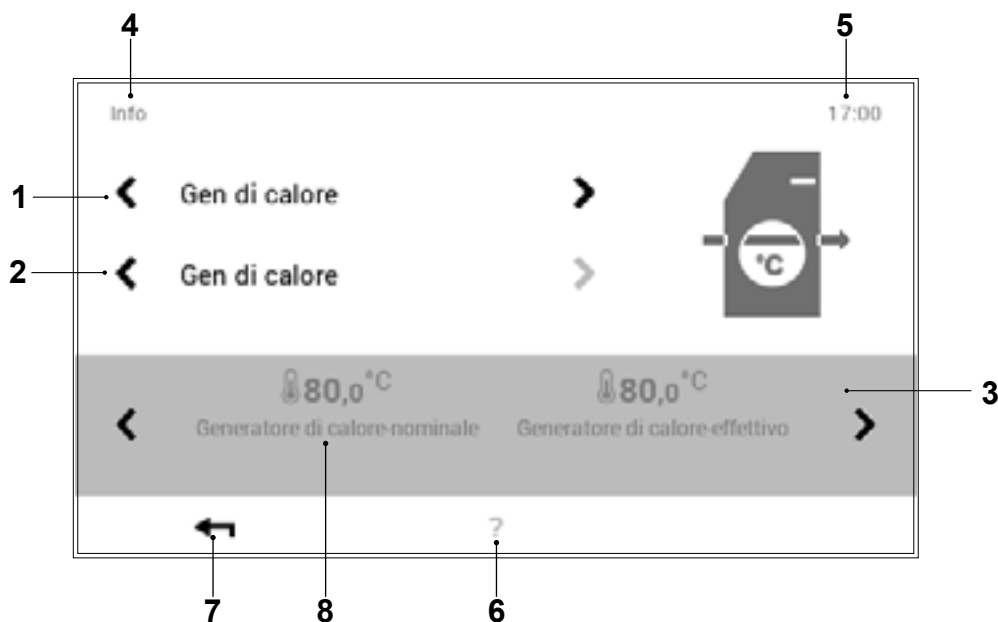 4 5
Info 17:00
1 Gen di calore
2 Gen di calore
°C
80,0°C 80,0°C
3
Generatore di calore-nominale Generatore di calore-effettivo
?
7 8 6